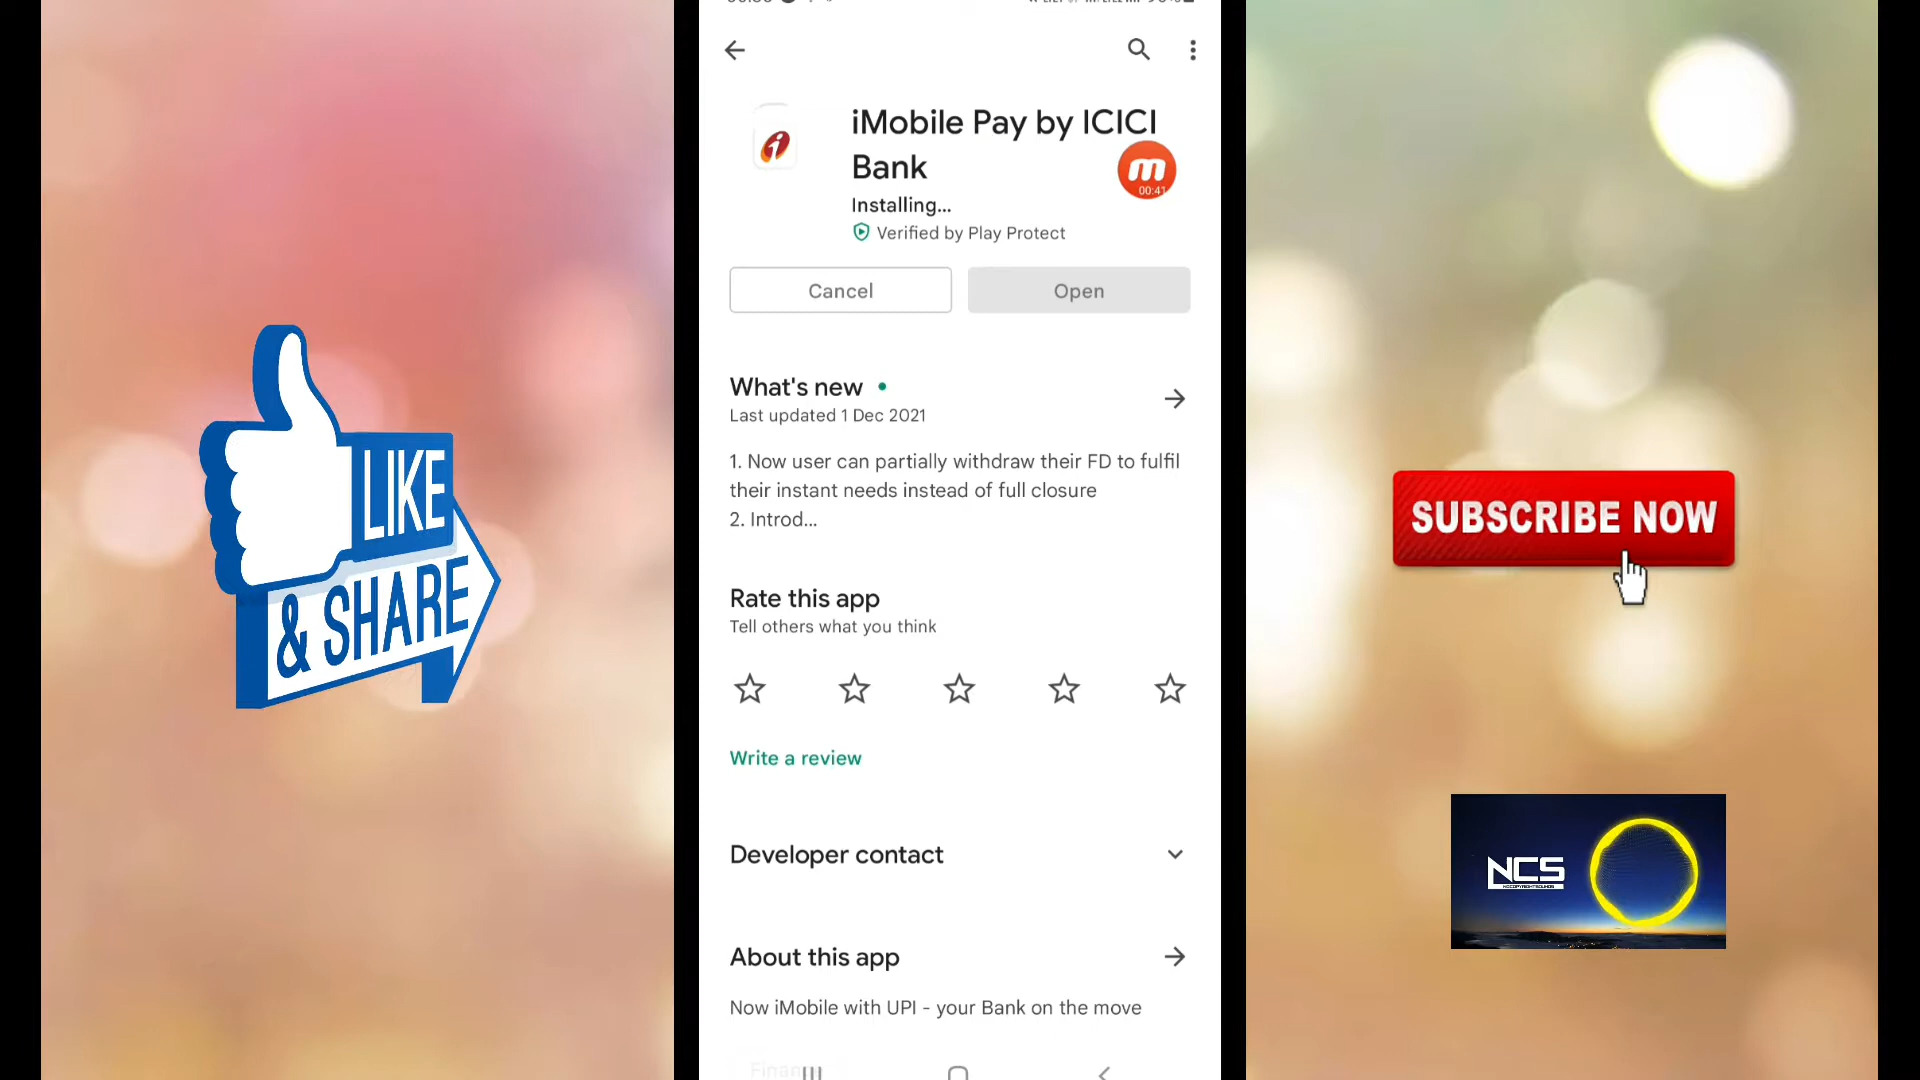 iMobile Pay by ICICI
Bank
00:41
Installing...
Verified by Play Protect
Cancel
Open
What's new
Last updated 1 Dec 2021
1. Now user can partially withdraw their FD to fulfil
their instant needs instead of full closure
2. Introd...
Rate this app
Tell others what you think
Write a review
Developer contact
About this app
Now iMobile with UPI - your Bank on the move
LIKE
& SHARE
SUBSCRIBE NOW
NCS
NOCOPYRIGHTSOUNDS